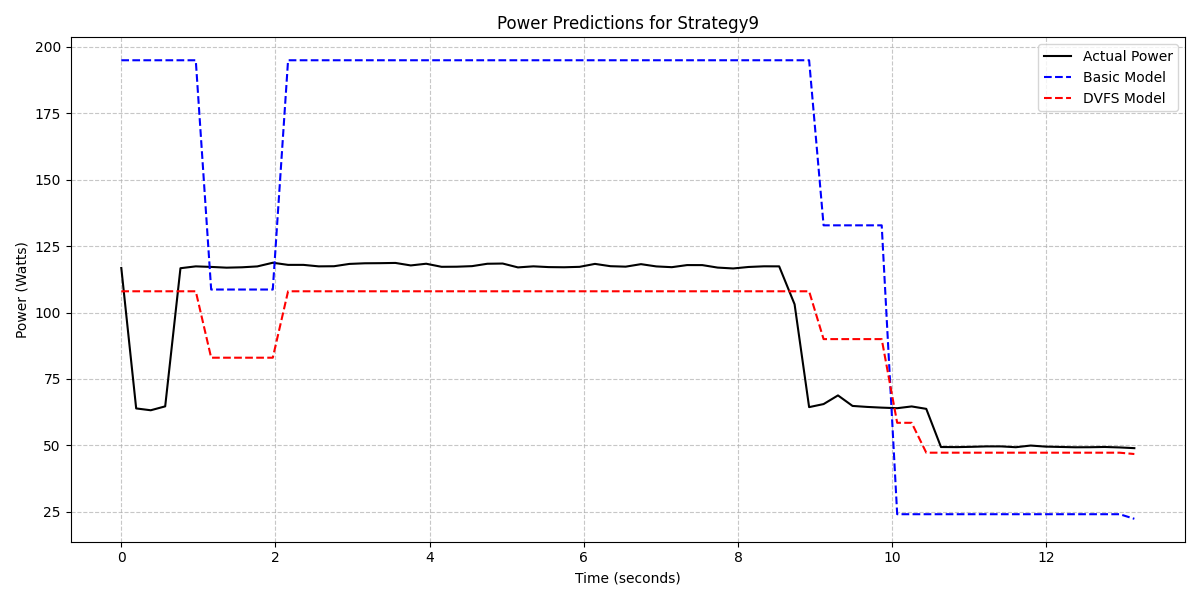 Power Predictions for Strategy9
Power (Watts)
200
175
150
125
100
75
50
25
0
2
4
6
8
10
12
Time (seconds)
Actual Power
Basic Model
DVFS Model